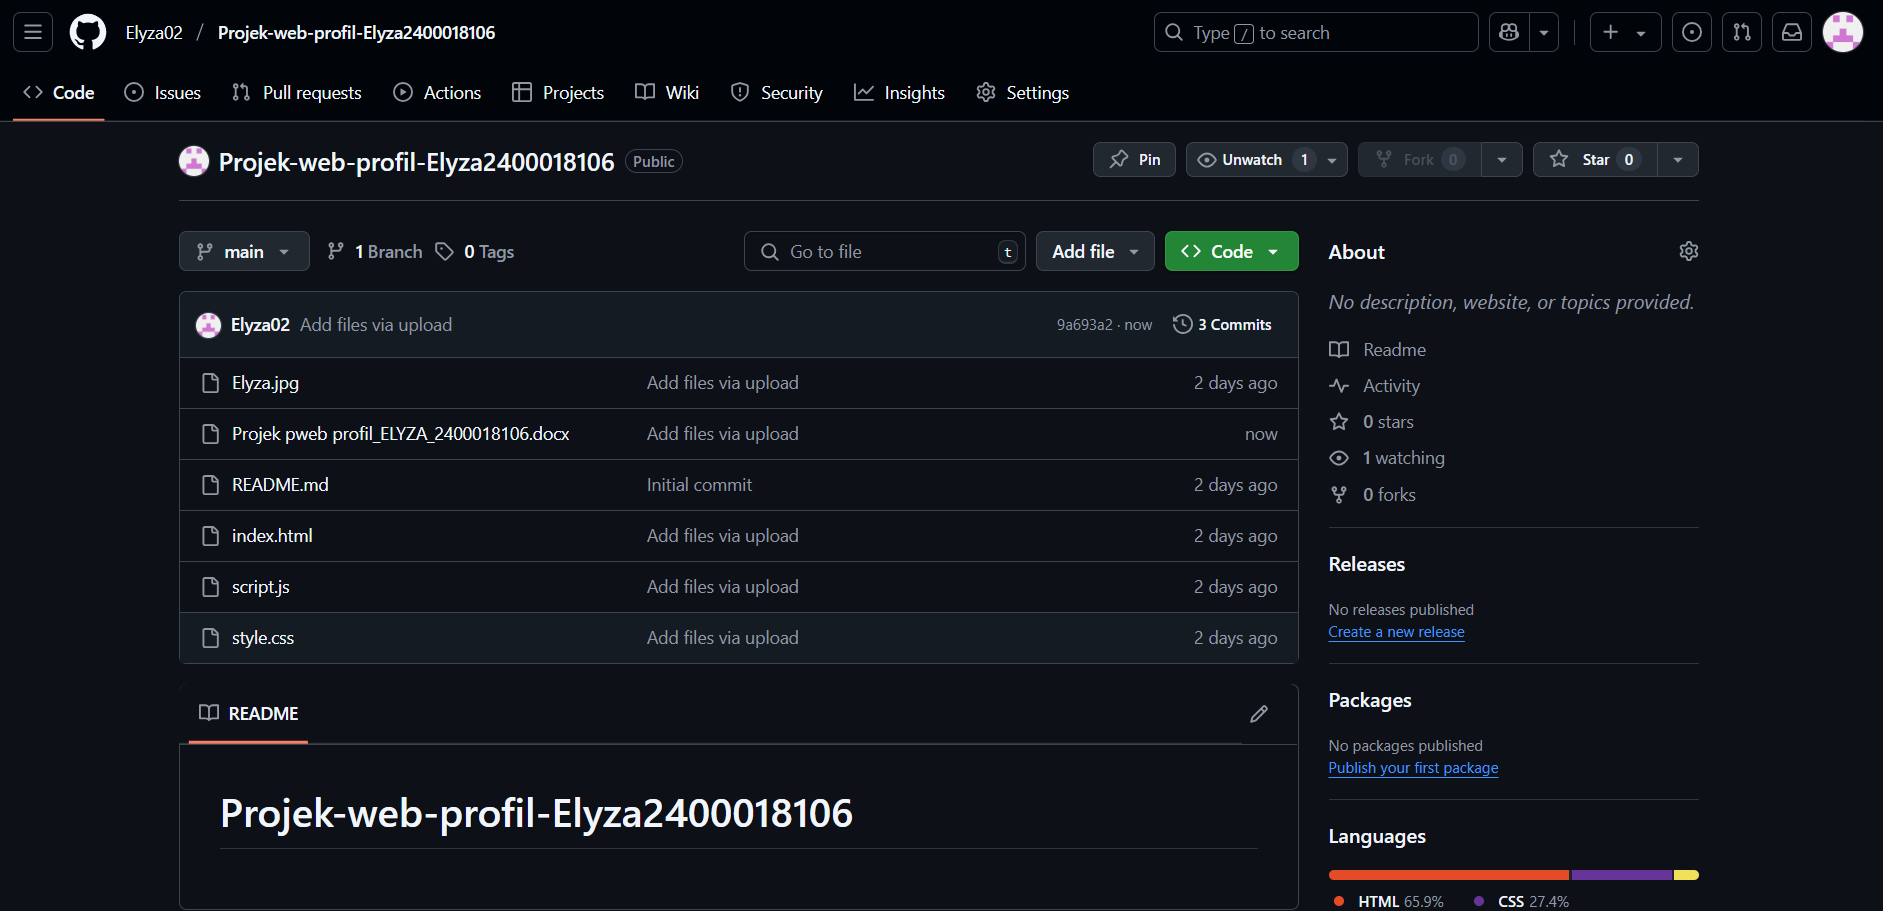 Elyza02 / Projek-web-profil-Elyza2400018106
Type / to search
Code
Issues
Pull requests
Actions
Projects
Wiki
Security
Insights
Settings
Projek-web-profil-Elyza2400018106 Public
Pin
Unwatch 1
Fork 0
Star 0
main
1 Branch
0 Tags
Go to file t
Add file
Code
Elyza02 Add files via upload 9a693a2 · now 3 Commits
Elyza.jpg Add files via upload 2 days ago
Projek pweb profil_ELYZA_2400018106.docx Add files via upload now
README.md Initial commit 2 days ago
index.html Add files via upload 2 days ago
script.js Add files via upload 2 days ago
style.css Add files via upload 2 days ago
README
Projek-web-profil-Elyza2400018106
About
No description, website, or topics provided.
Readme
Activity
0 stars
1 watching
0 forks
Releases
No releases published
Create a new release
Packages
No packages published
Publish your first package
Languages
HTML 65.9% CSS 27.4%